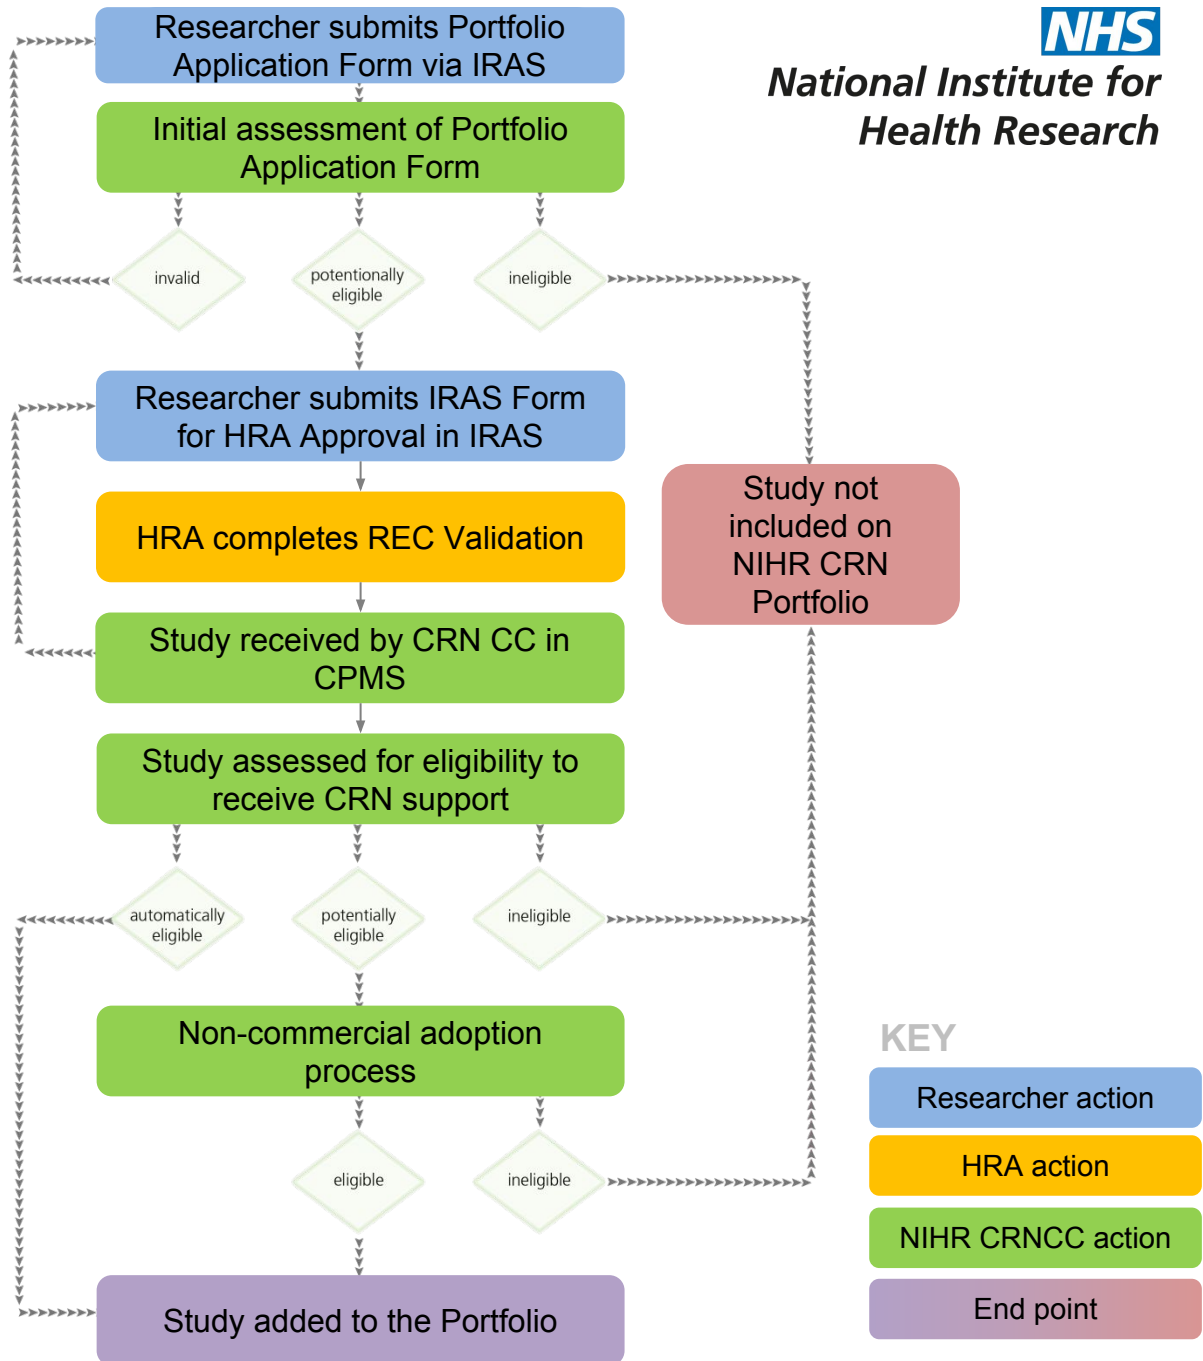 Researcher submits Portfolio
Application Form via IRAS
NHS
National Institute for
Health Research
Initial assessment of Portfolio
Application Form
invalid
potentionally
eligible
ineligible
Researcher submits IRAS Form
for HRA Approval in IRAS
HRA completes REC Validation
Study not
included on
NIHR CRN
Portfolio
Study received by CRN CC in
CPMS
Study assessed for eligibility to
receive CRN support
automatically
eligible
potentially
eligible
ineligible
Non-commercial adoption
process
eligible
ineligible
Study added to the Portfolio
KEY
Researcher action
HRA action
NIHR CRNCC action
End point